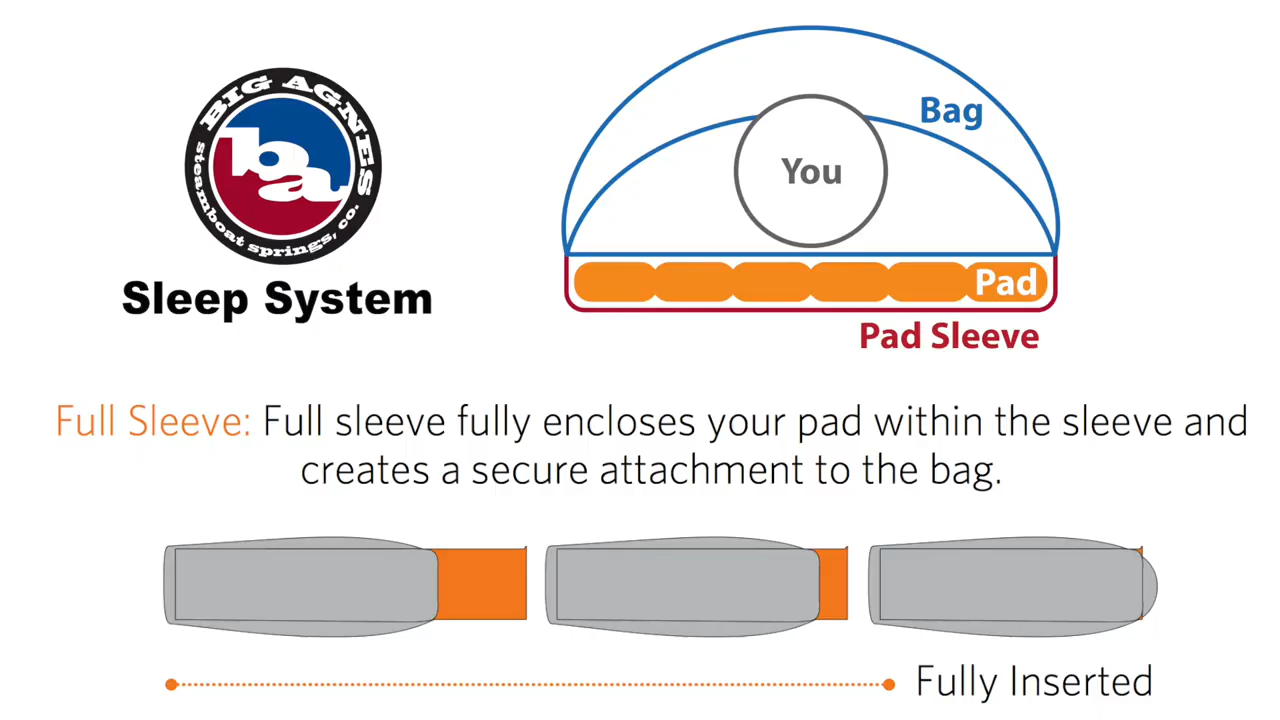 BIG AGNES
ba
steamboat springs, co.
Sleep System
Bag
You
Pad
Pad Sleeve
Full Sleeve: Full sleeve fully encloses your pad within the sleeve and
creates a secure attachment to the bag.
Fully Inserted